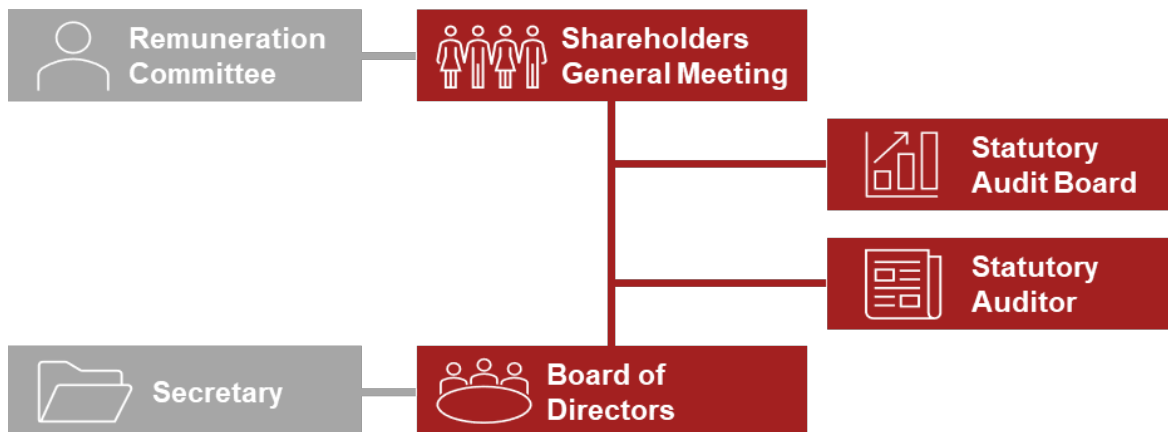 Remuneration
Committee
Shareholders
General Meeting
Statutory
Audit Board
Statutory
Auditor
Secretary
Board of
Directors